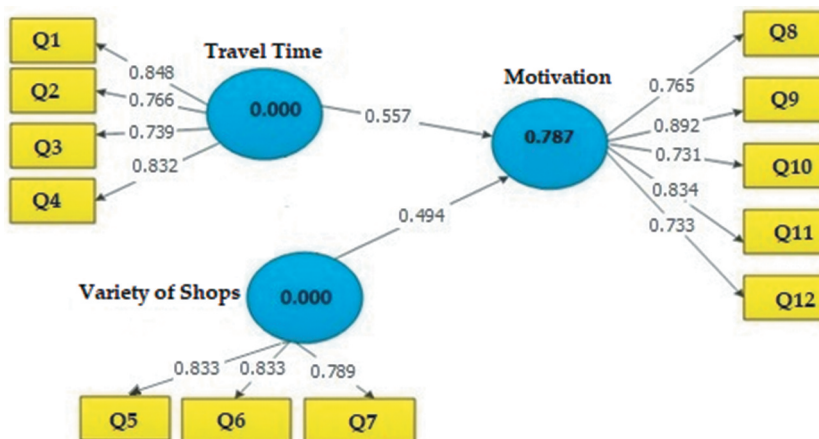 Q1
Q2
Q3
Q4
0.848
0.766
0.739
0.832
Travel Time
0.000
0.557
Motivation
0.787
0.765
0.892
0.731
0.834
0.733
Q8
Q9
Q10
Q11
Q12
0.494
Variety of Shops
0.000
0.833
0.833
0.789
Q5
Q6
Q7